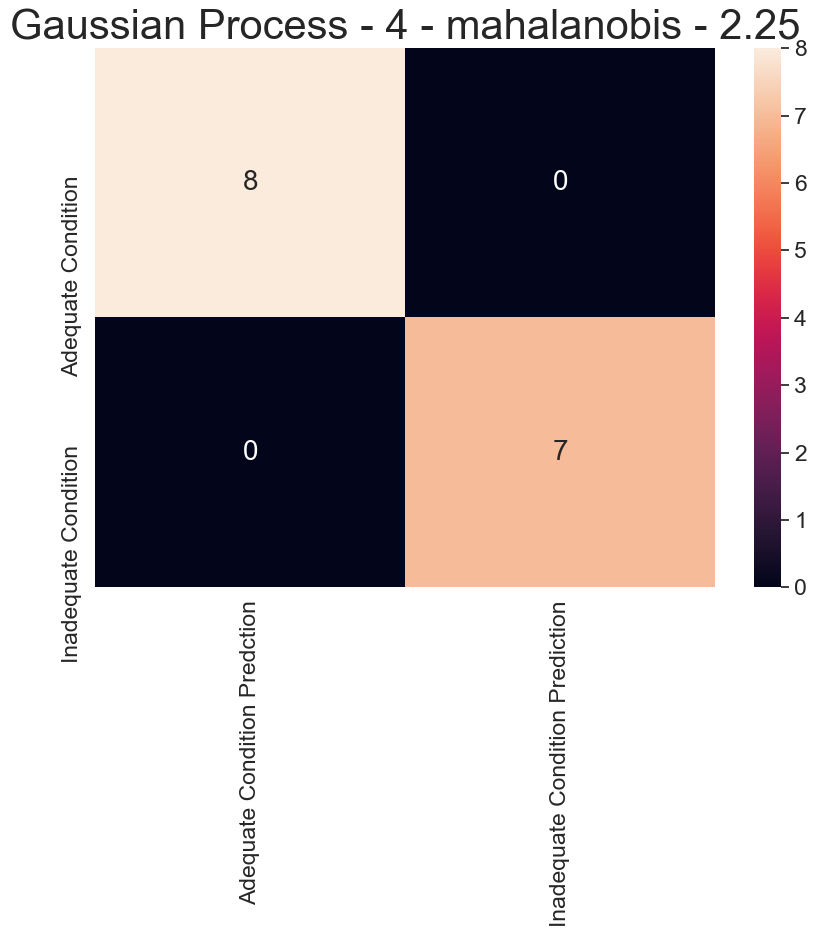 Gaussian Process - 4 - mahalanobis - 2.25
8
0
0
7
Adequate Condition
Inadequate Condition
Adequate Condition Predction
Inadequate Condition Prediction
8
7
6
5
4
3
2
1
0